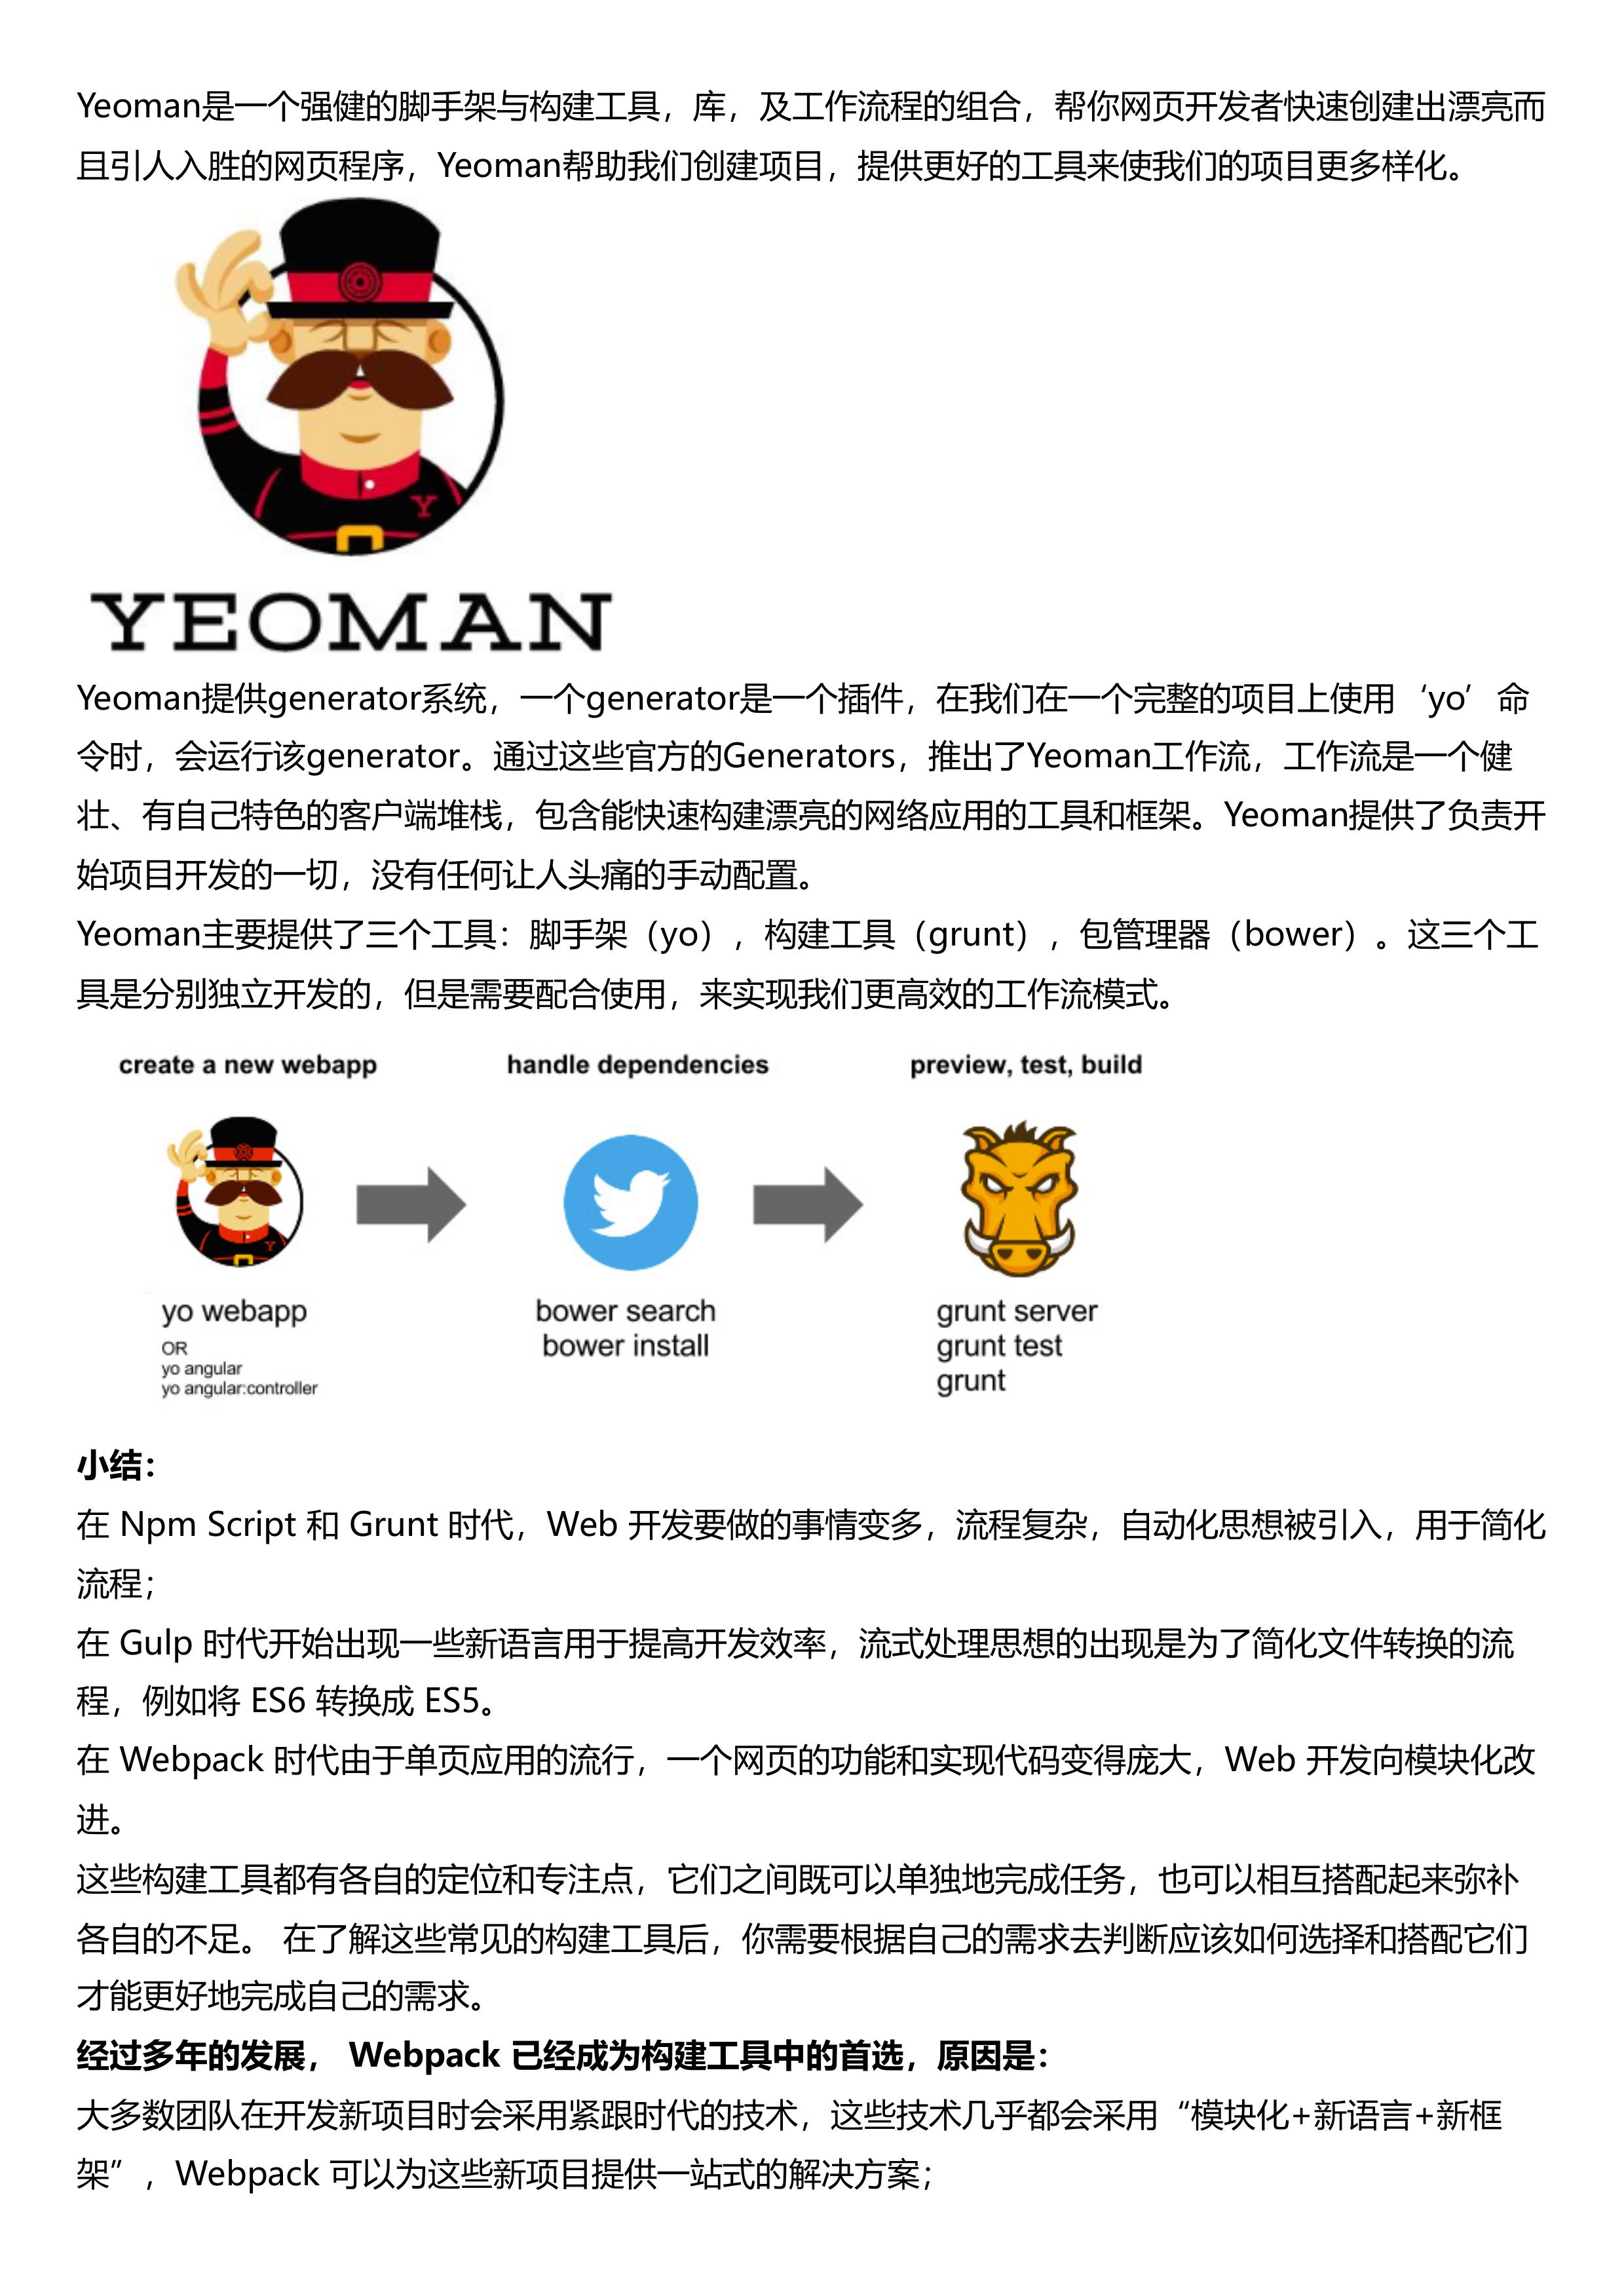 Yeoman是一个强健的脚手架与构建工具，库，及工作流程的组合，帮你网页开发者快速创建出漂亮而
且引人入胜的网页程序，Yeoman帮助我们创建项目，提供更好的工具来使我们的项目更多样化。
Y
YEOMAN
Yeoman提供generator系统，一个generator是一个插件，在我们在一个完整的项目上使用‘yo’命
令时，会运行该generator。通过这些官方的Generators，推出了Yeoman工作流，工作流是一个健
壮、有自己特色的客户端堆栈，包含能快速构建漂亮的网络应用的工具和框架。Yeoman提供了负责开
始项目开发的一切，没有任何让人头痛的手动配置。
Yeoman主要提供了三个工具：脚手架（yo），构建工具（grunt），包管理器（bower）。这三个工
具是分别独立开发的，但是需要配合使用，来实现我们更高效的工作流模式。
create a new webapp handle dependencies preview, test, build
Y
yo webapp bower search grunt server
OR bower install grunt test
yo angular
yo angular:controller grunt
小结：
在 Npm Script 和 Grunt 时代，Web 开发要做的事情变多，流程复杂，自动化思想被引入，用于简化
流程；
在 Gulp 时代开始出现一些新语言用于提高开发效率，流式处理思想的出现是为了简化文件转换的流
程，例如将 ES6 转换成 ES5。
在 Webpack 时代由于单页应用的流行，一个网页的功能和实现代码变得庞大，Web 开发向模块化改
进。
这些构建工具都有各自的定位和专注点，它们之间既可以单独地完成任务，也可以相互搭配起来弥补
各自的不足。 在了解这些常见的构建工具后，你需要根据自己的需求去判断应该如何选择和搭配它们
才能更好地完成自己的需求。
经过多年的发展， Webpack 已经成为构建工具中的首选，原因是：
大多数团队在开发新项目时会采用紧跟时代的技术，这些技术几乎都会采用“模块化+新语言+新框
架”，Webpack 可以为这些新项目提供一站式的解决方案；